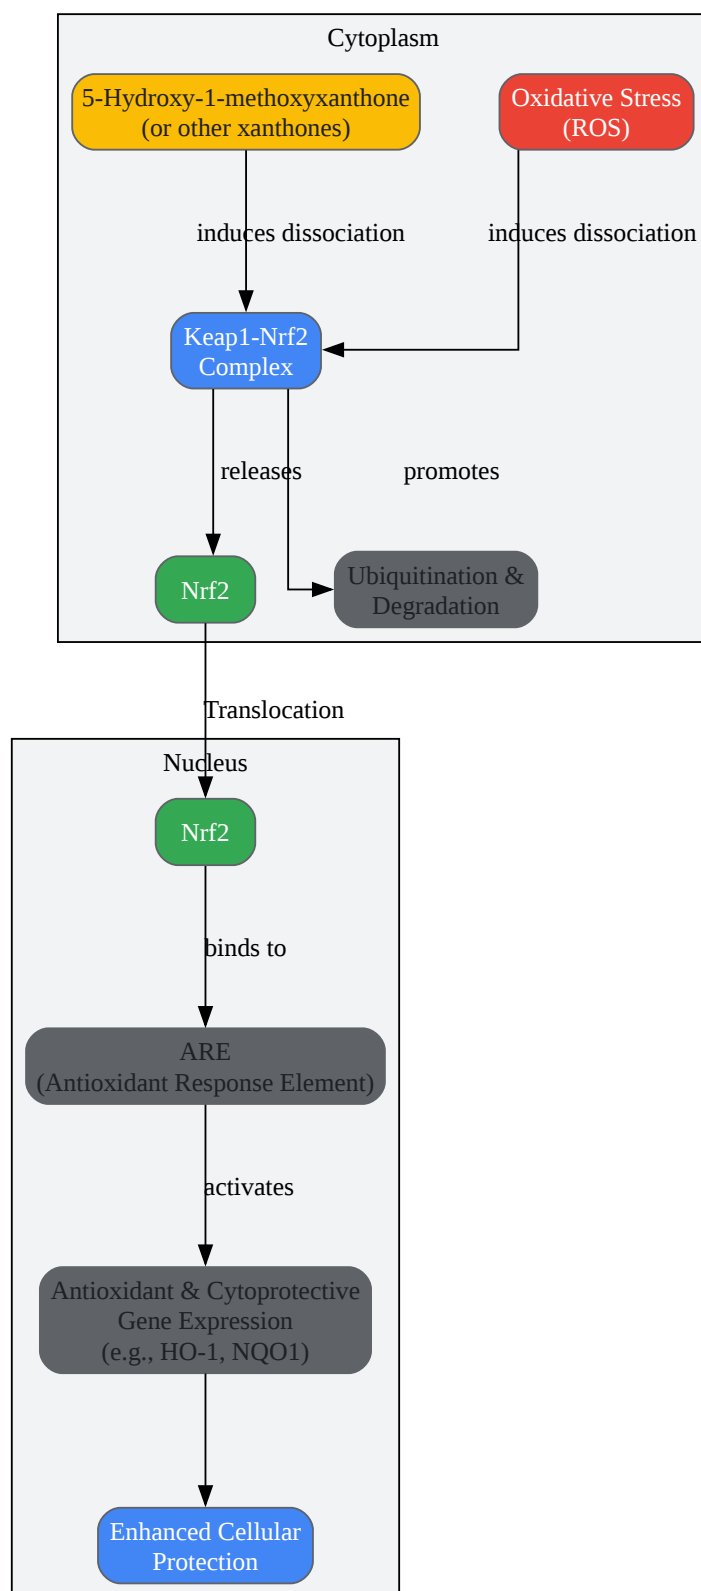 Cytoplasm
5-Hydroxy-1-methoxyxanthone
(or other xanthones)
Oxidative Stress
(ROS)
induces dissociation
induces dissociation
Keap1-Nrf2
Complex
releases
promotes
Nrf2
Ubiquitination &
Degradation
Translocation
Nucleus
Nrf2
binds to
ARE
(Antioxidant Response Element)
activates
Antioxidant & Cytoprotective
Gene Expression
(e.g., HO-1, NQO1)
Enhanced Cellular
Protection